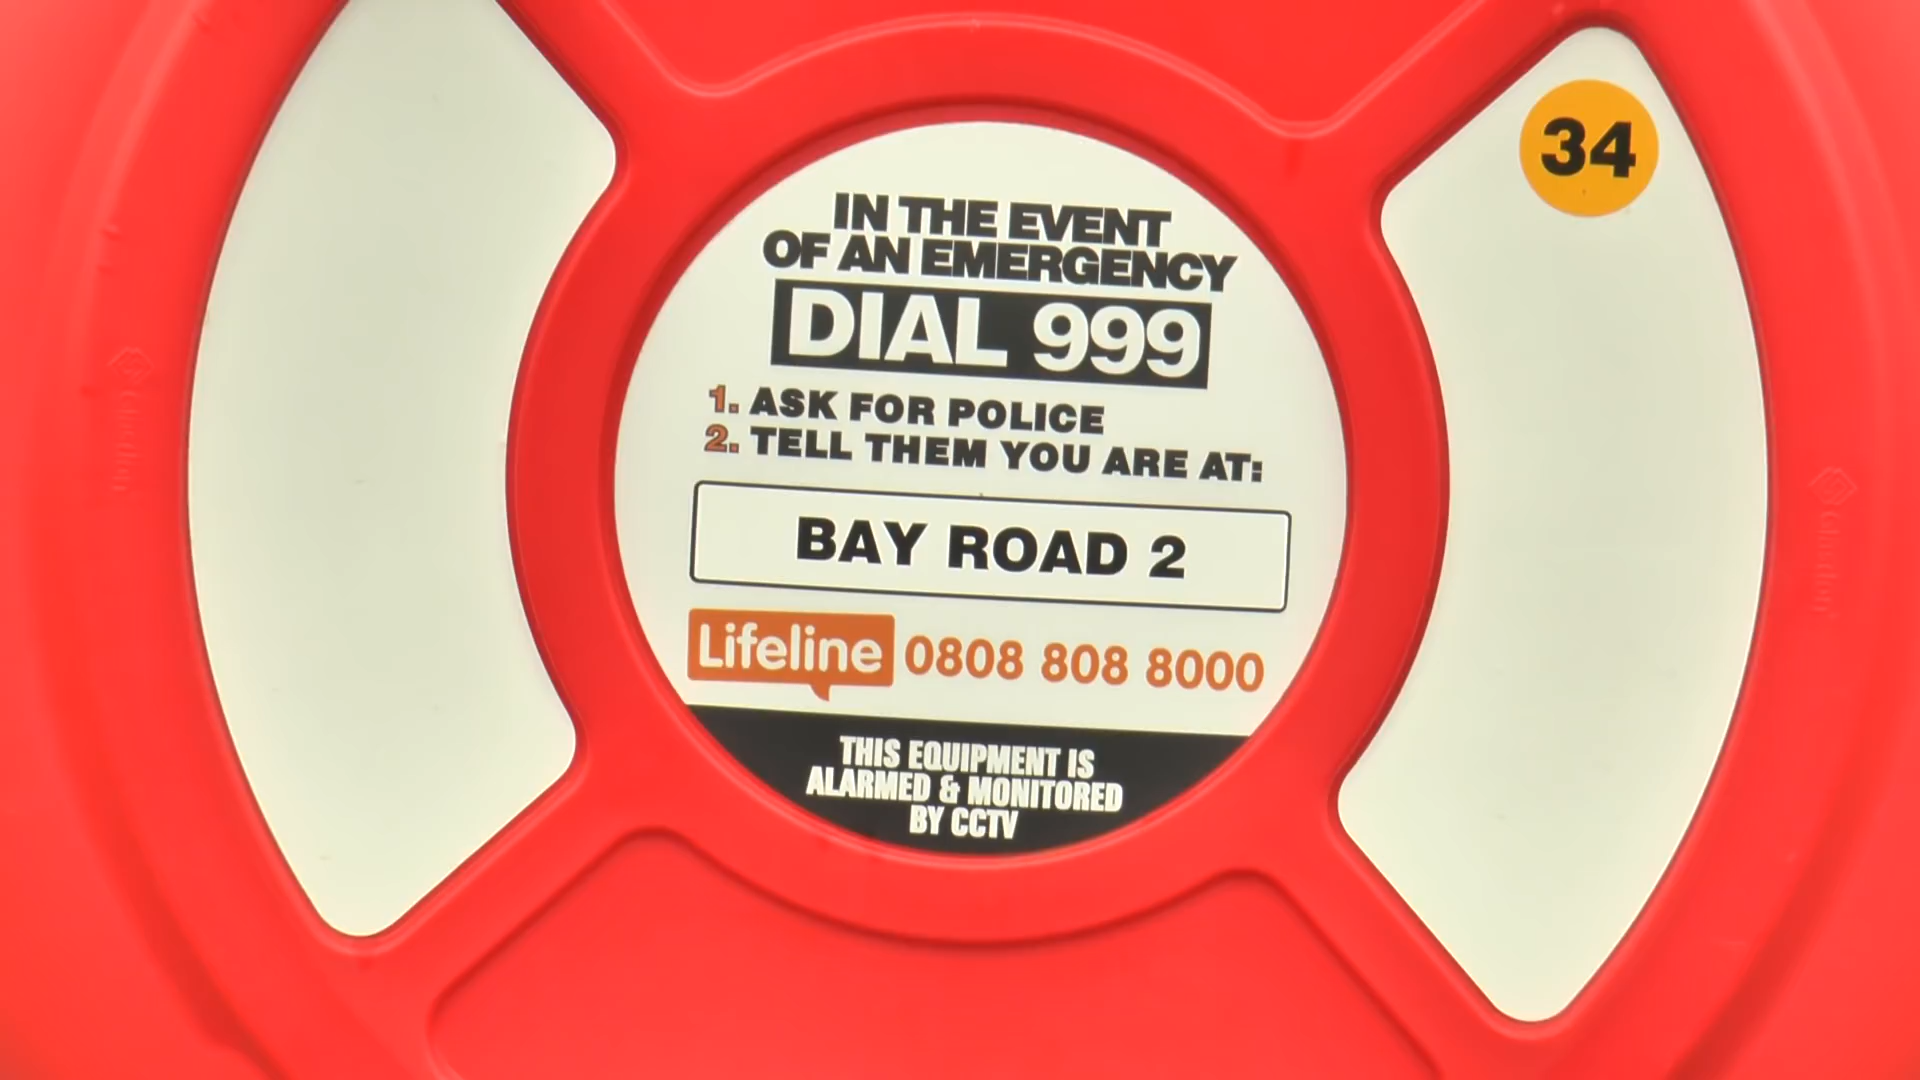 34
IN THE EVENT
OF AN EMERGENCY
DIAL 999
1. ASK FOR POLICE
2. TELL THEM YOU ARE AT:
BAY ROAD 2
Lifeline 0808 808 8000
THIS EQUIPMENT IS
ALARMED & MONITORED
BY CCTV